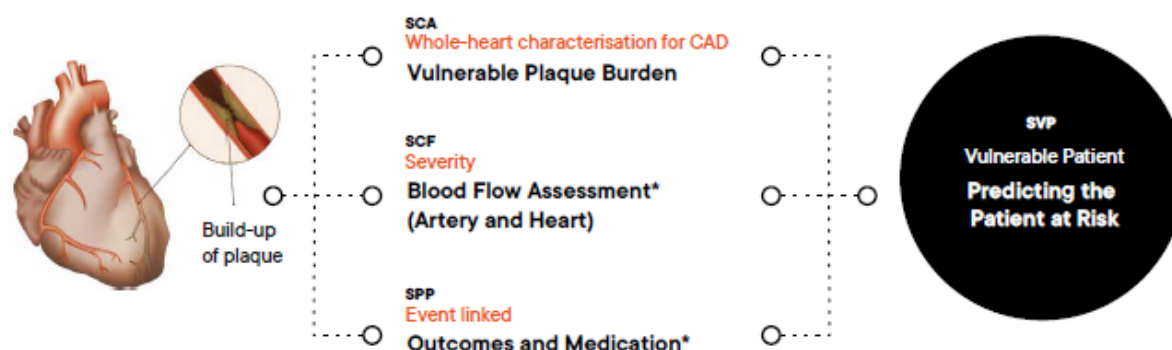 Build-up
of plaque
SCA
Whole-heart characterisation for CAD
Vulnerable Plaque Burden
SCF
Severity
Blood Flow Assessment*
(Artery and Heart)
SPP
Event linked
Outcomes and Medication*
SVP
Vulnerable Patient
Predicting the
Patient at Risk